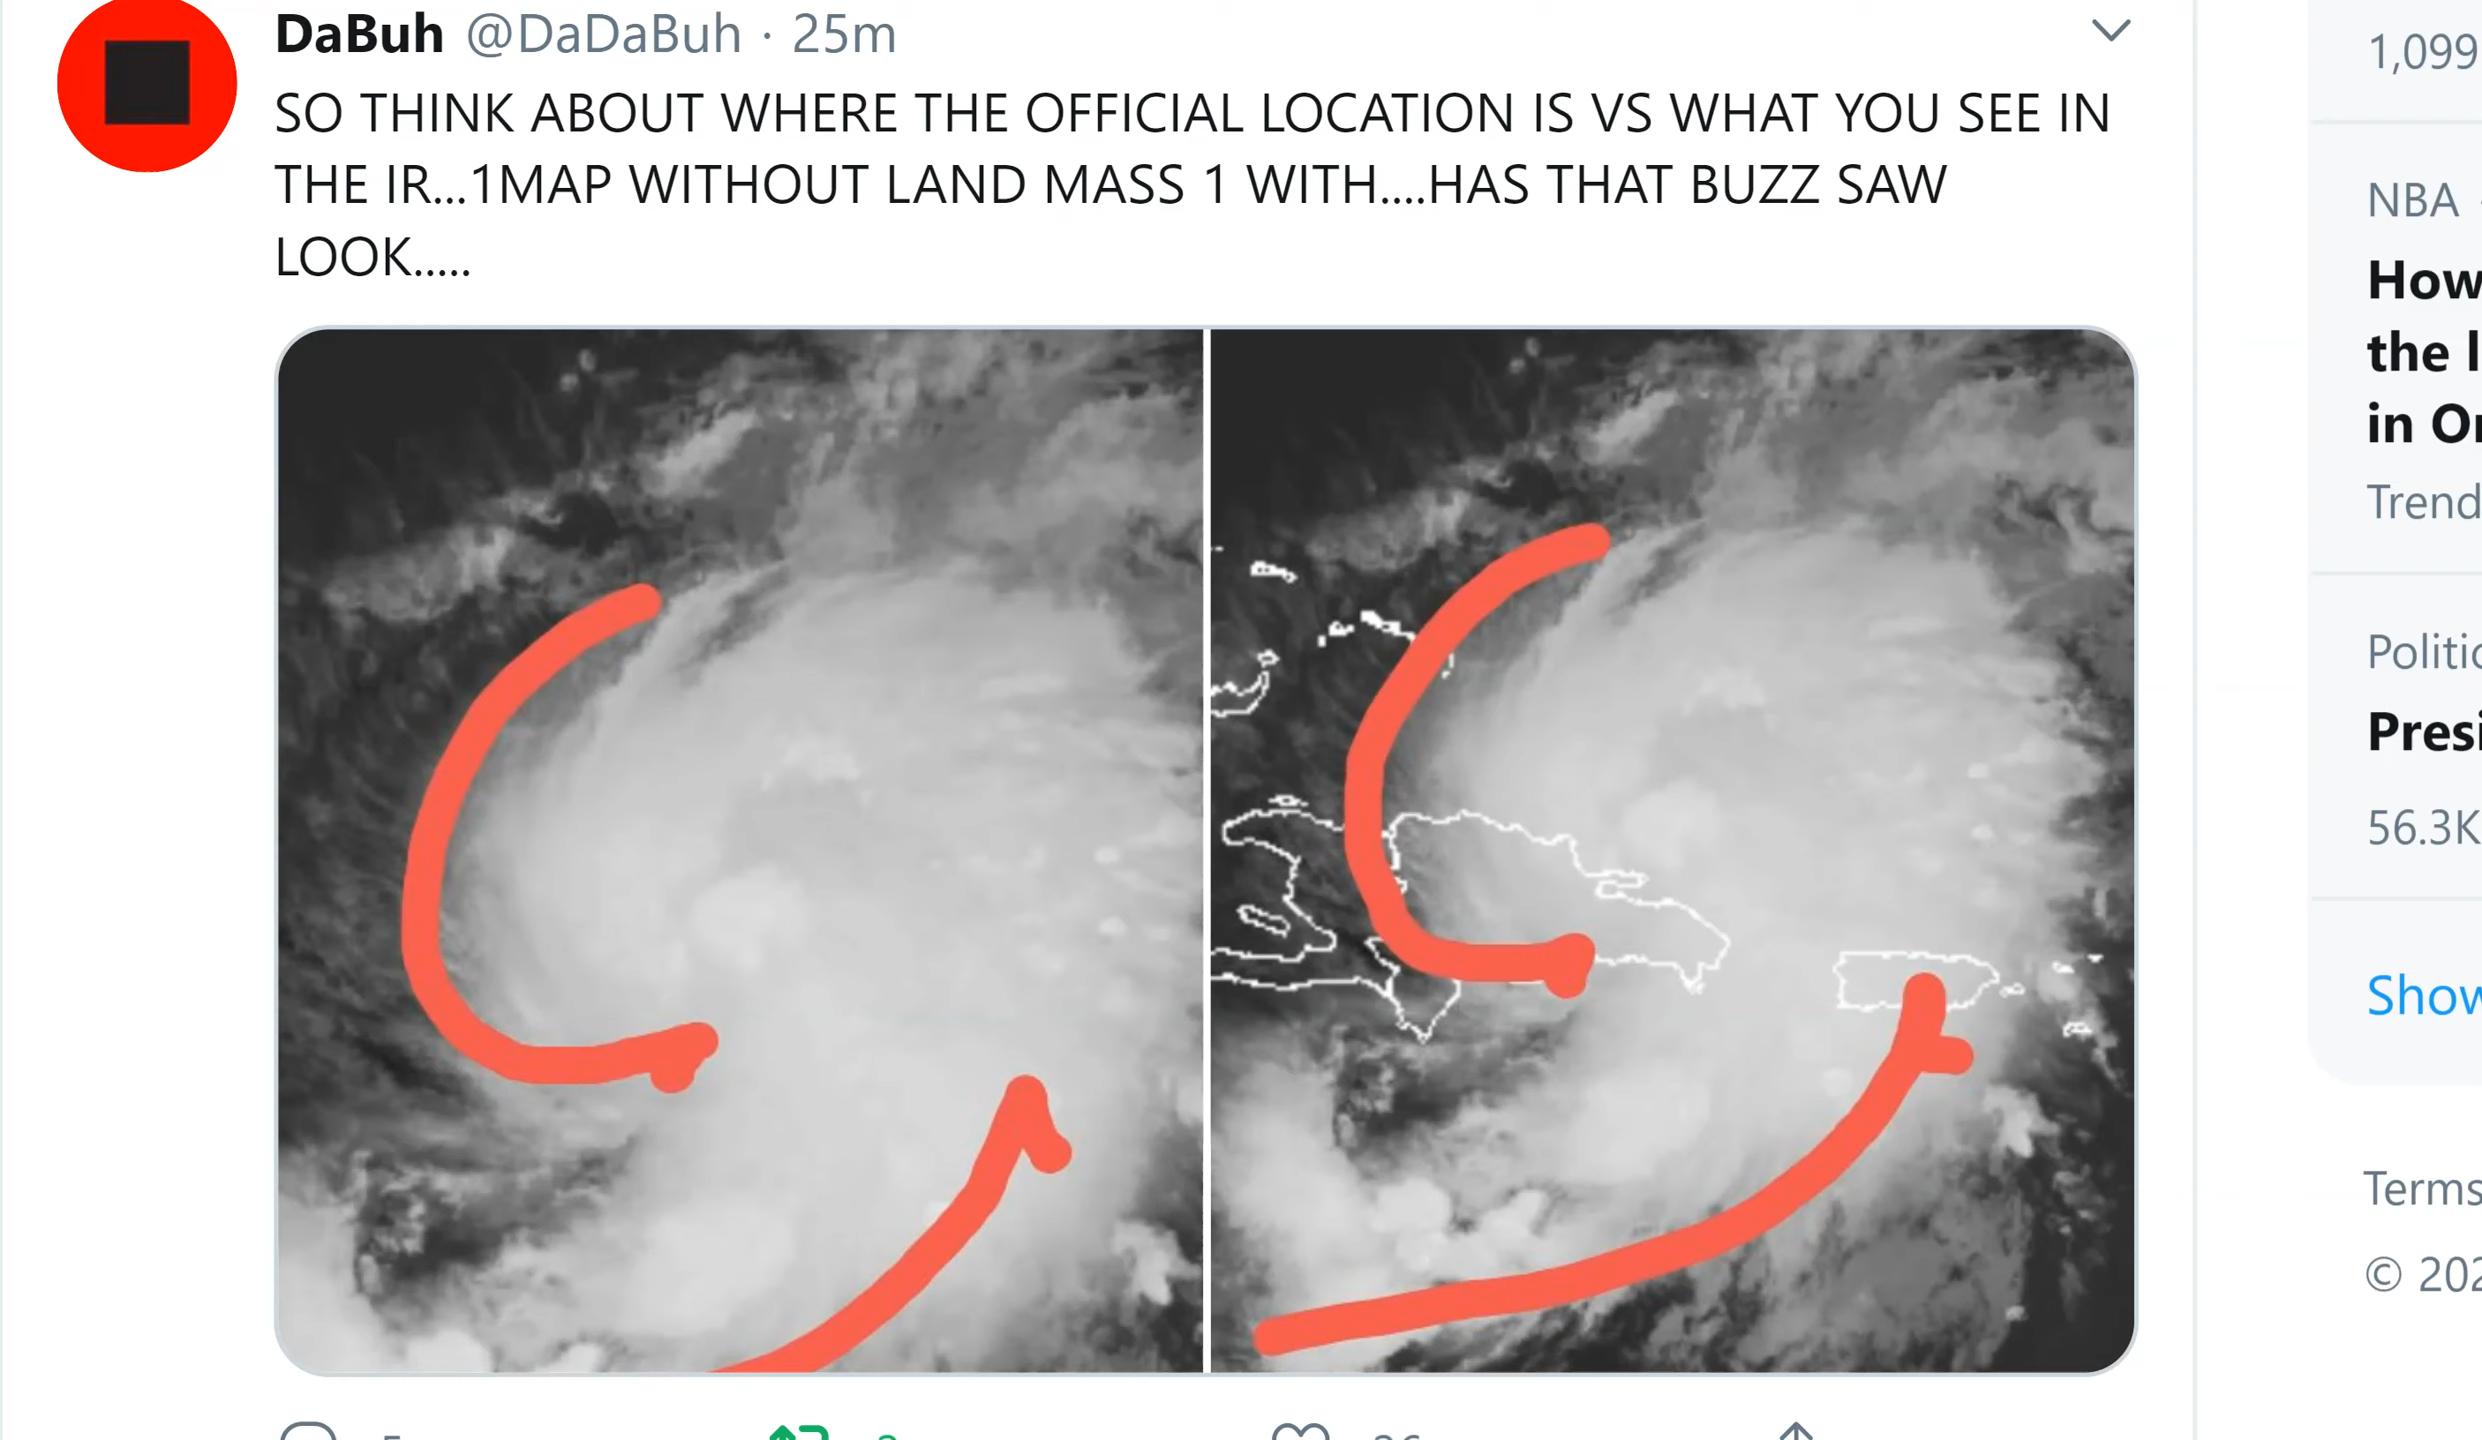 DaBuh @DaDaBuh · 25m
SO THINK ABOUT WHERE THE OFFICIAL LOCATION IS VS WHAT YOU SEE IN
THE IR...1MAP WITHOUT LAND MASS 1 WITH....HAS THAT BUZZ SAW
LOOK.....
1,099
NBA
How
the
in
Trend
Politic
Presi
56.3K
Show
Terms
© 202